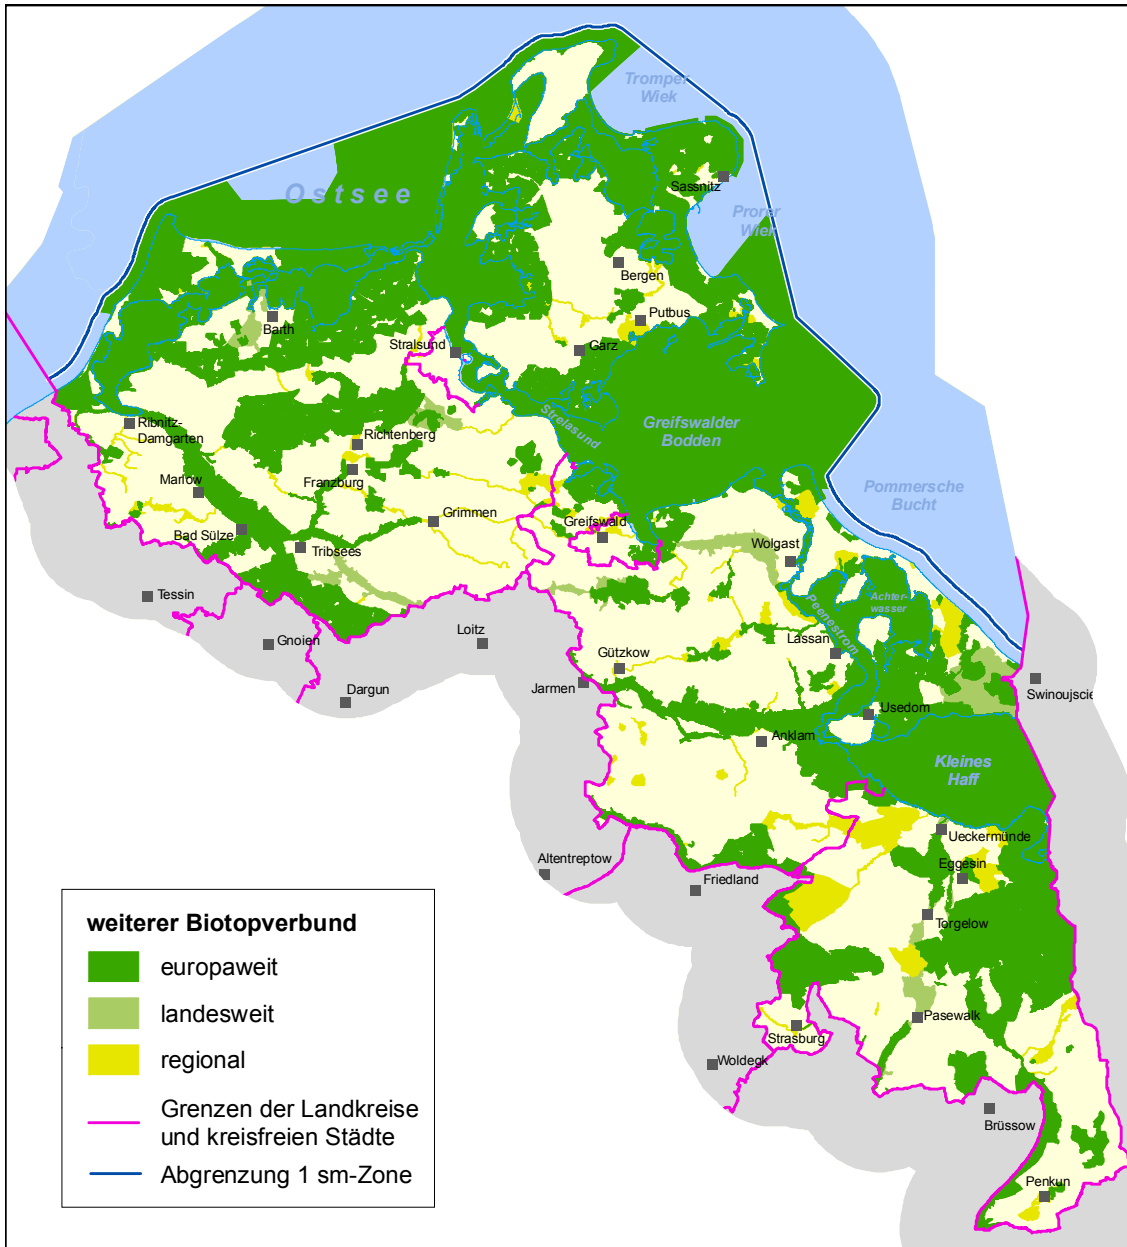 Tromper
Wiek
Ostsee
Sassnitz
Prorer
Wiek
Bergen
Barth
Putbus
Stralsund
Garz
Strelasund
Greifswalder
Bodden
Ribnitz-
Damgarten
Richtenberg
Marlow
Franzburg
Pommersche
Bucht
Grimmen
Greifswald
Bad Sülze
Tribsees
Wolgast
Tessin
Achter-
wasser
Peenestrom
Gnoien
Loitz
Lassan
Gützkow
Dargun
Jarmen
Swinoujscie
Usedom
Anklam
Kleines
Haff
Ueckermünde
Altentreptow
Eggesin
Friedland
Torgelow
Pasewalk
Strasburg
Woldegk
Brüssow
Penkun
weiterer Biotopverbund
europaweit
landesweit
regional
Grenzen der Landkreise
und kreisfreien Städte
Abgrenzung 1 sm-Zone